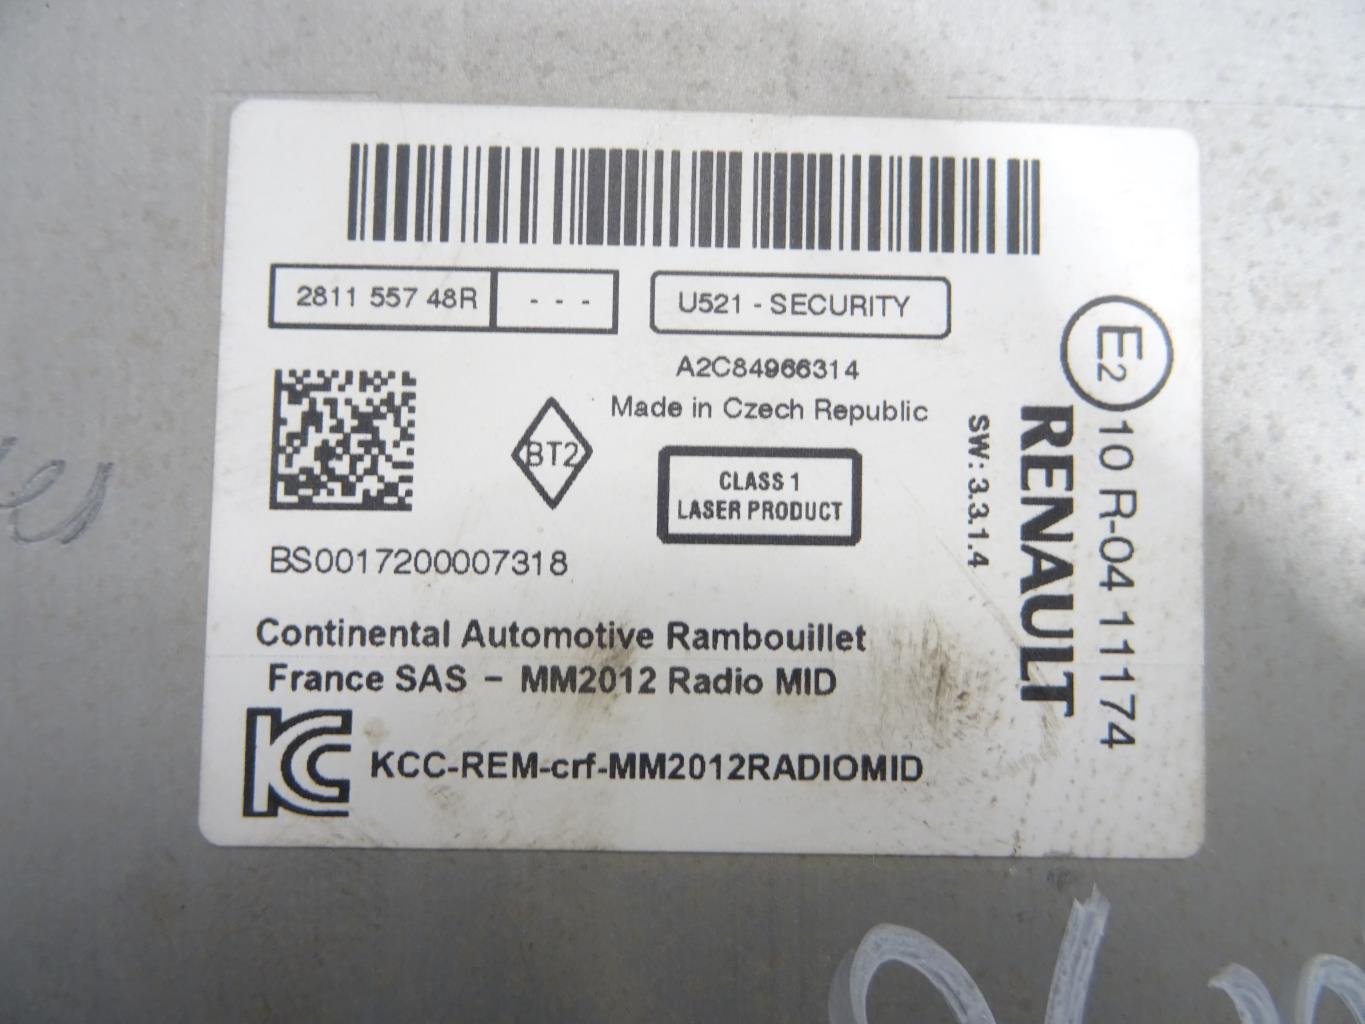 2811 557 48R - - -
U521 - SECURITY
A2C84966314
Made in Czech Republic
BT2
CLASS 1
LASER PRODUCT
BS0017200007318
Continental Automotive Rambouillet
France SAS - MM2012 Radio MID
KC KCC-REM-crf-MM2012RADIOMID
SW: 3.3.1.4
RENAULT
E2 10 R-04 11174